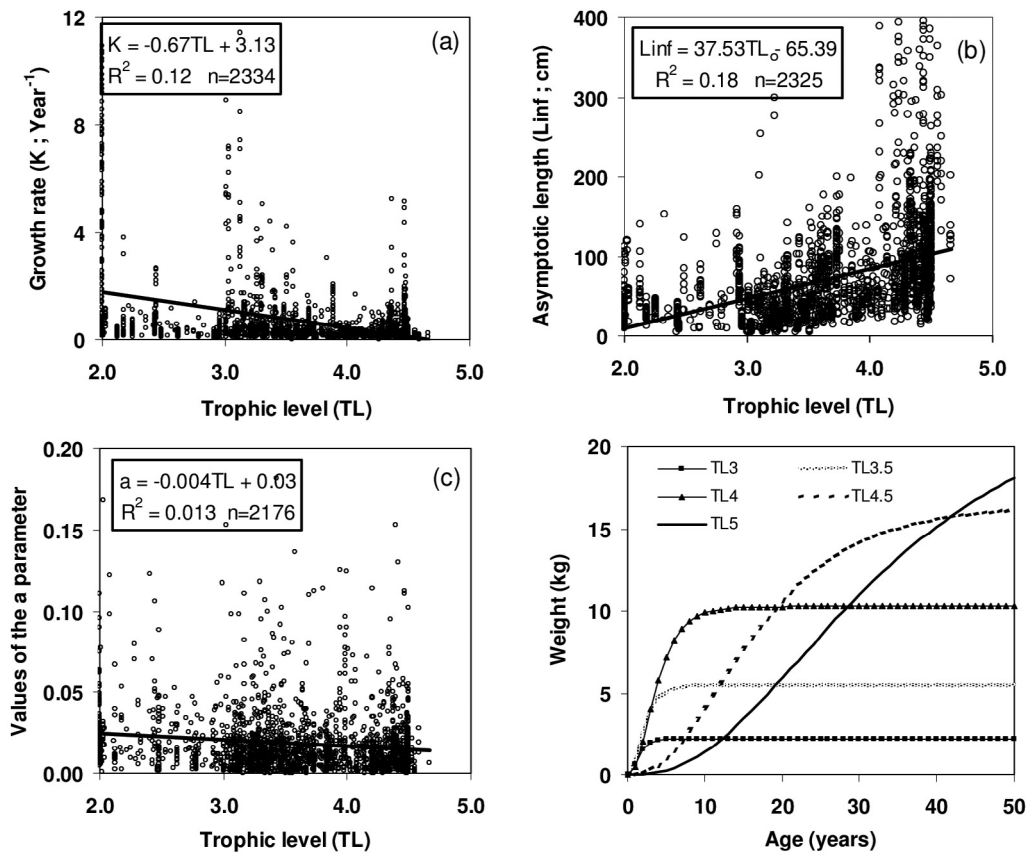 K = -0.67TL + 3.13
R² = 0.12 n=2334
(a)
12
8
4
0
2.0 3.0 4.0 5.0
Growth rate (K ; Year⁻¹)
Trophic level (TL)
Linf = 37.53TL - 65.39
R² = 0.18 n=2325
(b)
400
300
200
100
0
2.0 3.0 4.0 5.0
Asymptotic length (Linf ; cm)
Trophic level (TL)
a = -0.004TL + 0.03
R² = 0.013 n=2176
(c)
0.20
0.15
0.10
0.05
0.00
2.0 3.0 4.0 5.0
Values of the a parameter
Trophic level (TL)
TL3 TL3.5
TL4 TL4.5
TL5
20
15
10
5
0
0 10 20 30 40 50
Weight (kg)
Age (years)